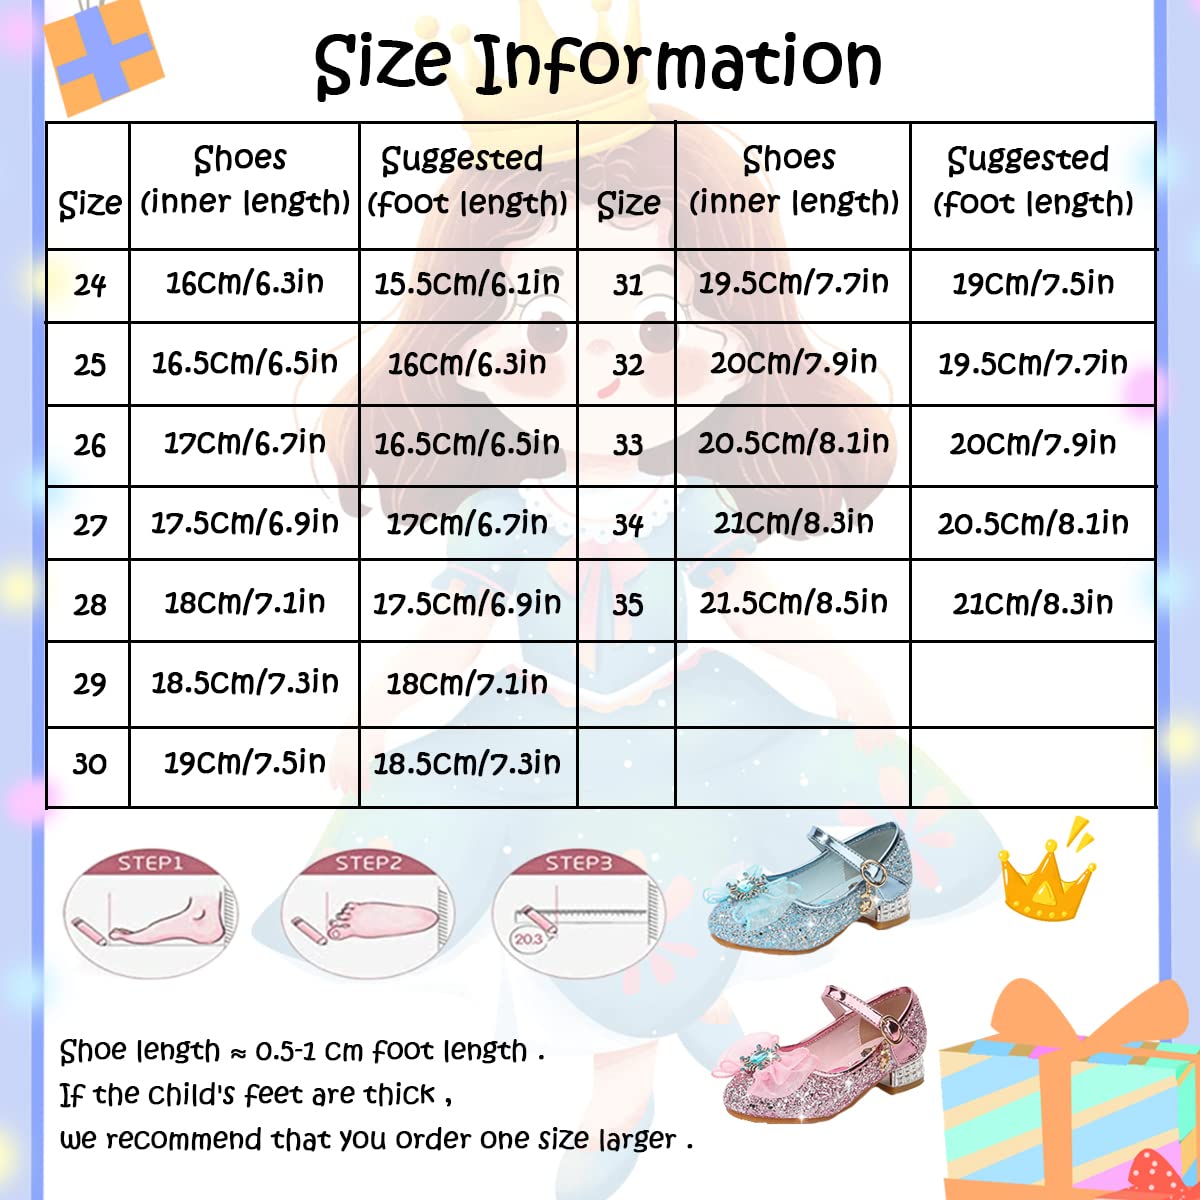 Size Information
Size Shoes (inner length) Suggested (foot length) Size Shoes (inner length) Suggested (foot length)
24 16Cm/6.3in 15.5Cm/6.1in 31 19.5Cm/7.7in 19Cm/7.5in
25 16.5Cm/6.5in 16Cm/6.3in 32 20Cm/7.9in 19.5Cm/7.7in
26 17Cm/6.7in 16.5Cm/6.5in 33 20.5Cm/8.1in 20Cm/7.9in
27 17.5Cm/6.9in 17Cm/6.7in 34 21Cm/8.3in 20.5Cm/8.1in
28 18Cm/7.1in 17.5Cm/6.9in 35 21.5Cm/8.5in 21Cm/8.3in
29 18.5Cm/7.3in 18Cm/7.1in
30 19Cm/7.5in 18.5Cm/7.3in
STEP1 STEP2 STEP3
20.3
Shoe length ≈ 0.5-1 cm foot length .
If the child's feet are thick ,
we recommend that you order one size larger .